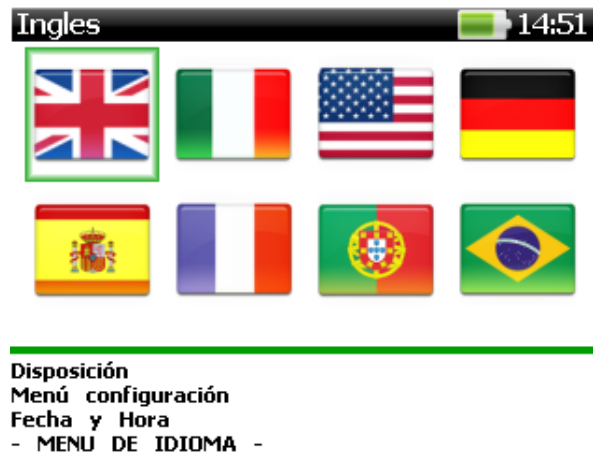 Ingles 14:51
Disposición
Menú configuración
Fecha y Hora
- MENU DE IDIOMA -